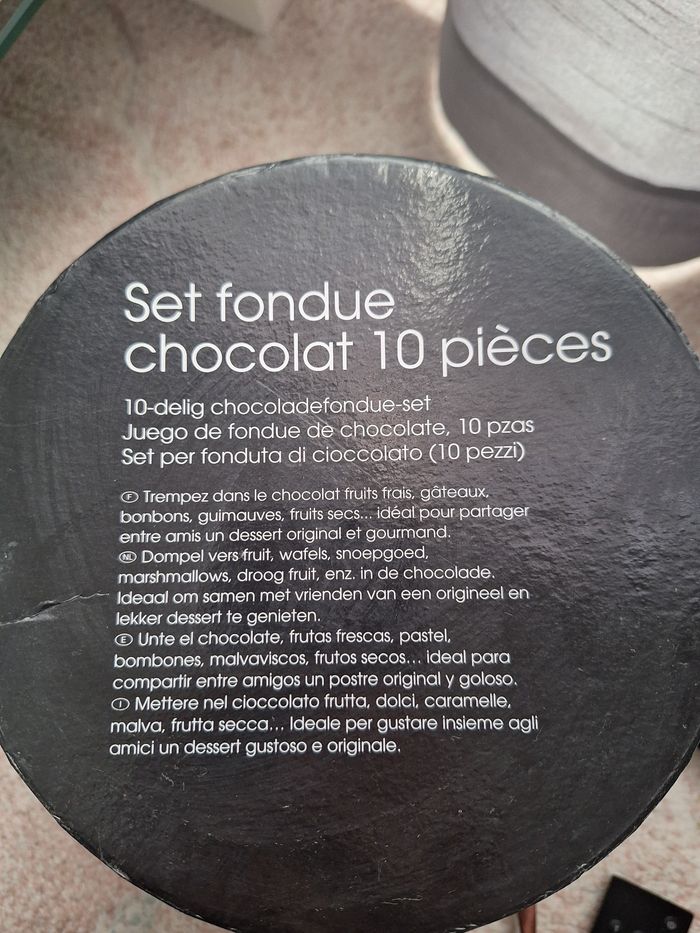 Set fondue
chocolat 10 pièces
10-delig chocoladefondue-set
Juego de fondue de chocolate, 10 pzas
Set per fonduta di cioccolato (10 pezzi)
F Trempez dans le chocolat fruits frais, gâteaux,
bonbons, guimauves, fruits secs... idéal pour partager
entre amis un dessert original et gourmand.
NL Dompel vers fruit, wafels, snoepgoed,
marshmallows, droog fruit, enz. in de chocolade.
Ideaal om samen met vrienden van een origineel en
lekker dessert te genieten.
E Unte el chocolate, frutas frescas, pastel,
bombones, malvaviscos, frutos secos... ideal para
compartir entre amigos un postre original y goloso.
I Mettere nel cioccolato frutta, dolci, caramelle,
malva, frutta secca... Ideale per gustare insieme agli
amici un dessert gustoso e originale.